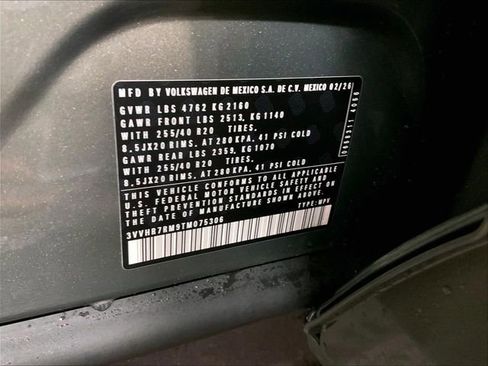 MFD BY VOLKSWAGEN DE MEXICO S.A. DE C.V. MEXICO 02/26
GVWR LBS 4762 KG 2160
GAWR FRONT LBS 2513, KG 1140
WITH 255/40 R20 TIRES.
8.5JX20 RIMS. AT 280 KPA, 41 PSI COLD
GAWR REAR LBS 2359, KG 1070
WITH 255/40 R20 TIRES.
8.5JX20 RIMS. AT 280 KPA, 41 PSI COLD
THIS VEHICLE CONFORMS TO ALL APPLICABLE
U.S. FEDERAL MOTOR VEHICLE SAFETY AND
THEFT PREVENTION STANDARDS IN EFFECT ON
THE DATE OF MANUFACTURE SHOWN ABOVE.
3VVHR7RM9TM075306 TYPE: MPV